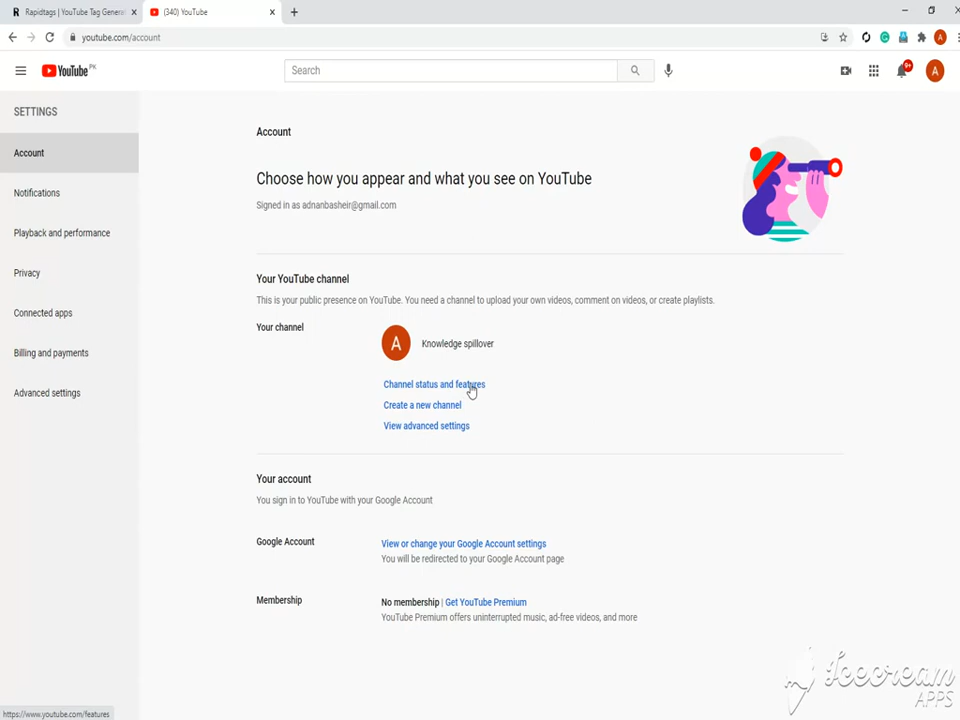 R Rapidtags | YouTube Tag Genera
(340) YouTube
youtube.com/account
A
YouTube PK
Search
9+
A
SETTINGS
Account
Notifications
Playback and performance
Privacy
Connected apps
Billing and payments
Advanced settings
Account
Choose how you appear and what you see on YouTube
Signed in as adnanbasheir@gmail.com
Your YouTube channel
This is your public presence on YouTube. You need a channel to upload your own videos, comment on videos, or create playlists.
Your channel
A Knowledge spillover
Channel status and features
Create a new channel
View advanced settings
Your account
You sign in to YouTube with your Google Account
Google Account
View or change your Google Account settings
You will be redirected to your Google Account page
Membership
No membership | Get YouTube Premium
YouTube Premium offers uninterrupted music, ad-free videos, and more
Icecream
APPS
https://www.youtube.com/features